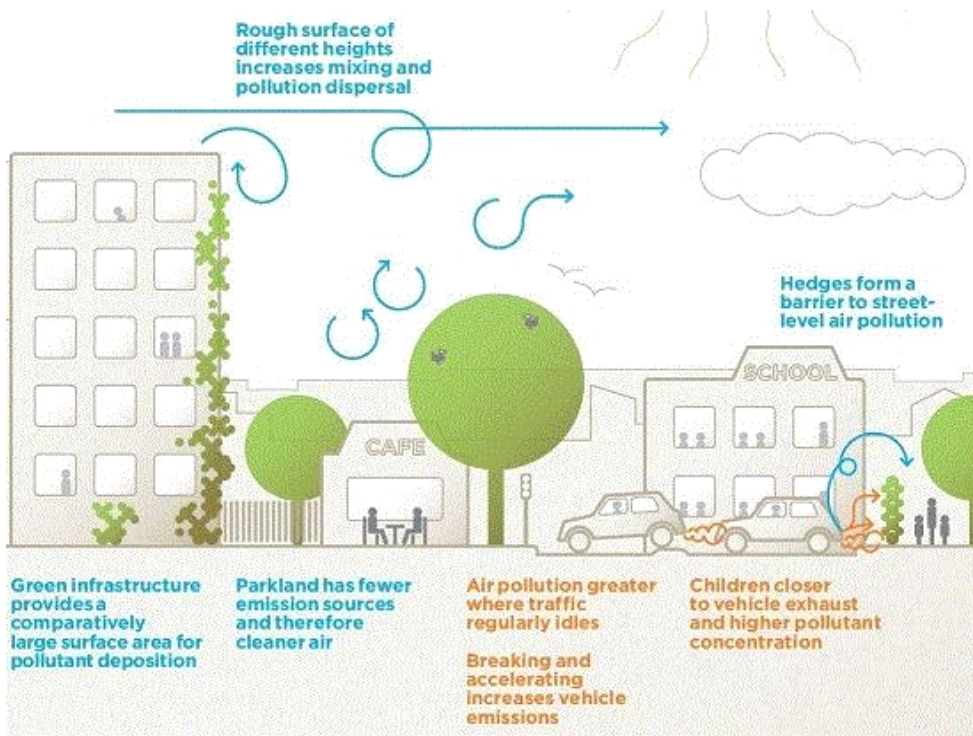 Rough surface of
different heights
increases mixing and
pollution dispersal
Hedges form a
barrier to street-
level air pollution
SCHOOL
CAFE
Green infrastructure
provides a
comparatively
large surface area for
pollutant deposition
Parkland has fewer
emission sources
and therefore
cleaner air
Air pollution greater
where traffic
regularly idles
Breaking and
accelerating
increases vehicle
emissions
Children closer
to vehicle exhaust
and higher pollutant
concentration